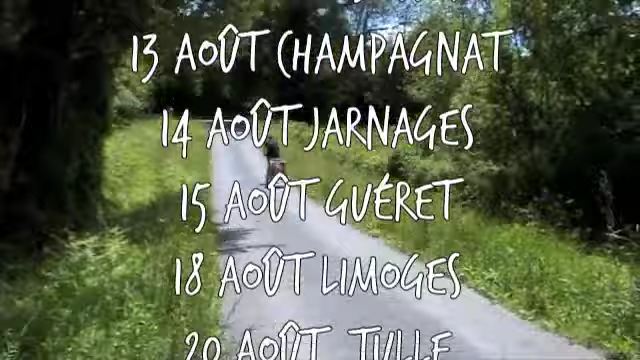 13 AOÛT CHAMPAGNAT
14 AOÛT JARNAGES
15 AOÛT GUÉRET
18 AOÛT LIMOGES
20 AOÛT TULLE